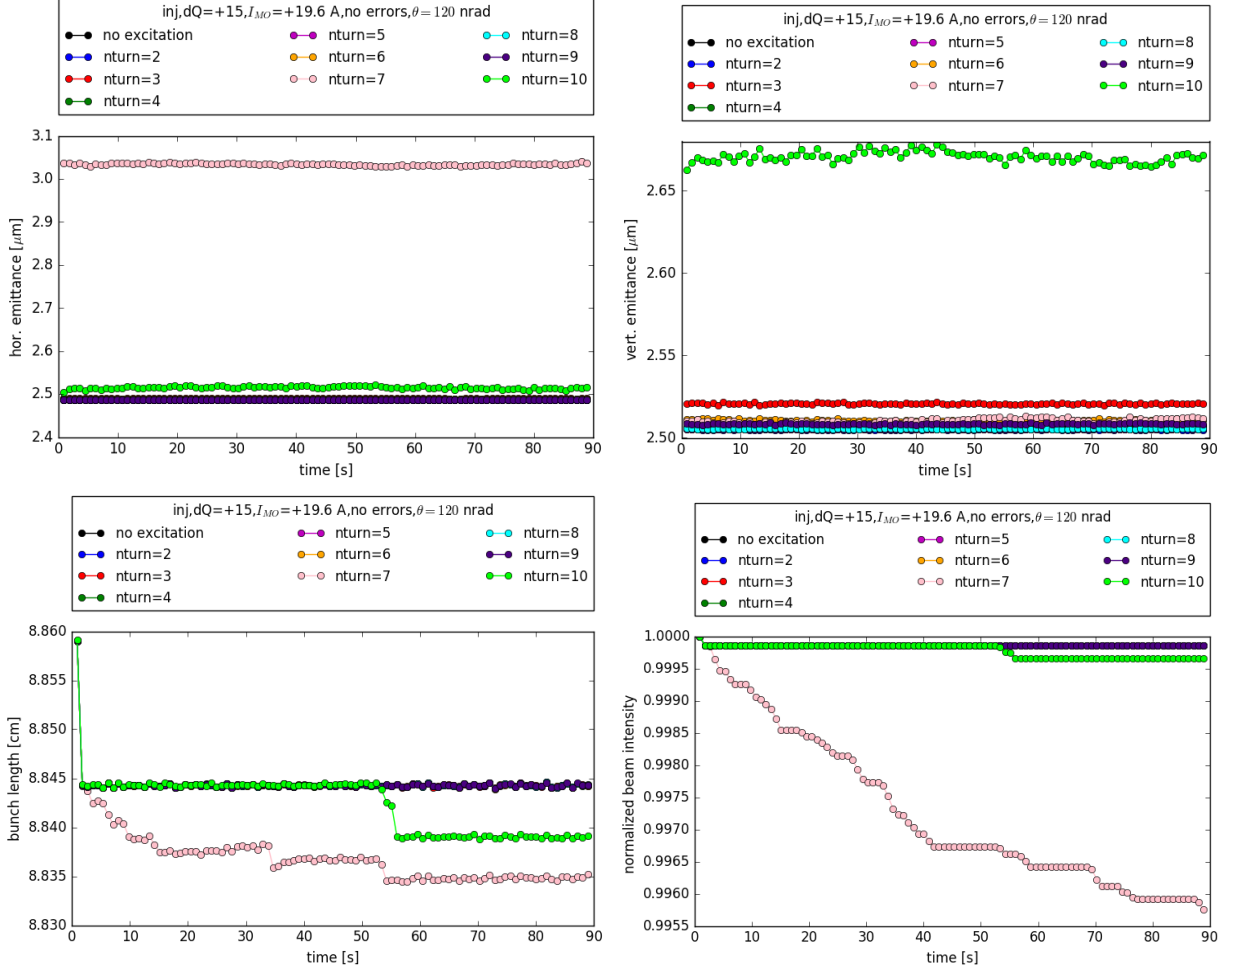 inj,dQ=+15,I_MO=+19.6 A,no errors,θ = 120 nrad
no excitation
nturn=2
nturn=3
nturn=4
nturn=5
nturn=6
nturn=7
nturn=8
nturn=9
nturn=10
3.1
3.0
2.9
2.8
2.7
2.6
2.5
2.4
hor. emittance [μm]
0 10 20 30 40 50 60 70 80 90
time [s]
inj,dQ=+15,I_MO=+19.6 A,no errors,θ = 120 nrad
no excitation
nturn=2
nturn=3
nturn=4
nturn=5
nturn=6
nturn=7
nturn=8
nturn=9
nturn=10
2.65
2.60
2.55
2.50
vert. emittance [μm]
0 10 20 30 40 50 60 70 80 90
time [s]
inj,dQ=+15,I_MO=+19.6 A,no errors,θ = 120 nrad
no excitation
nturn=2
nturn=3
nturn=4
nturn=5
nturn=6
nturn=7
nturn=8
nturn=9
nturn=10
8.860
8.855
8.850
8.845
8.840
8.835
8.830
bunch length [cm]
0 10 20 30 40 50 60 70 80 90
time [s]
inj,dQ=+15,I_MO=+19.6 A,no errors,θ = 120 nrad
no excitation
nturn=2
nturn=3
nturn=4
nturn=5
nturn=6
nturn=7
nturn=8
nturn=9
nturn=10
1.0000
0.9995
0.9990
0.9985
0.9980
0.9975
0.9970
0.9965
0.9960
0.9955
normalized beam intensity
0 10 20 30 40 50 60 70 80 90
time [s]